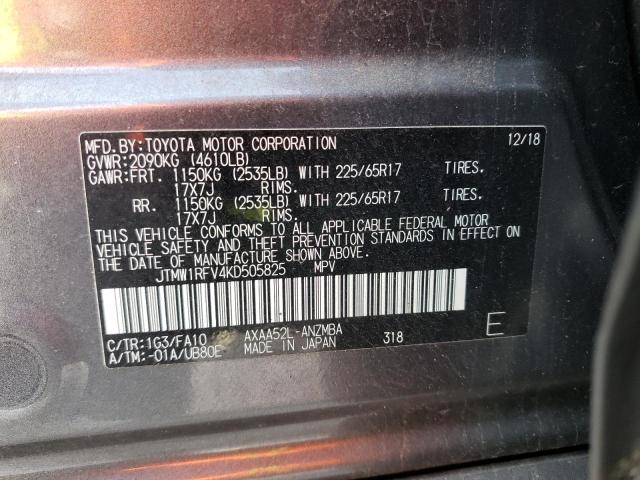 MFD.BY:TOYOTA MOTOR CORPORATION 12/18
GVWR:2090KG (4610LB)
GAWR:FRT. 1150KG (2535LB) WITH 225/65R17 TIRES.
17X7J RIMS.
RR. 1150KG (2535LB) WITH 225/65R17 TIRES.
17X7J RIMS.
THIS VEHICLE CONFORMS TO ALL APPLICABLE FEDERAL MOTOR
VEHICLE SAFETY AND THEFT PREVENTION STANDARDS IN EFFECT ON
THE DATE OF MANUFACTURE SHOWN ABOVE.
JTMW1RFV4KD505825 MPV
C/TR:1G3/FA10 AXAA52L-ANZMBA
A/TM:-01A/UB80E MADE IN JAPAN 318 E